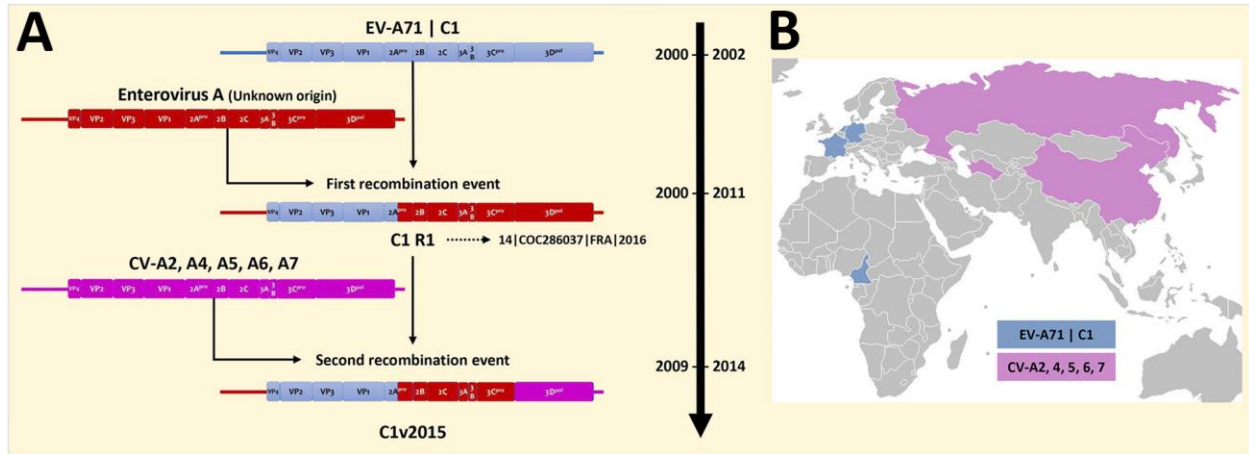 A
EV-A71 | C1
VP4 VP2 VP3 VP1 2Apro 2B 2C 3A 3B 3Cpro 3Dpol
Enterovirus A (Unknown origin)
VP4 VP2 VP3 VP1 2Apro 2B 2C 3A 3B 3Cpro 3Dpol
First recombination event
VP4 VP2 VP3 VP1 2Apro 2B 2C 3A 3B 3Cpro 3Dpol
C1 R1 14|COC286037|FRA|2016
CV-A2, A4, A5, A6, A7
VP4 VP2 VP3 VP1 2Apro 2B 2C 3A 3B 3Cpro 3Dpol
Second recombination event
VP4 VP2 VP3 VP1 2Apro 2B 2C 3A 3B 3Cpro 3Dpol
C1v2015
2000 2002
2000 2011
2009 2014
B
EV-A71 | C1
CV-A2, 4, 5, 6, 7